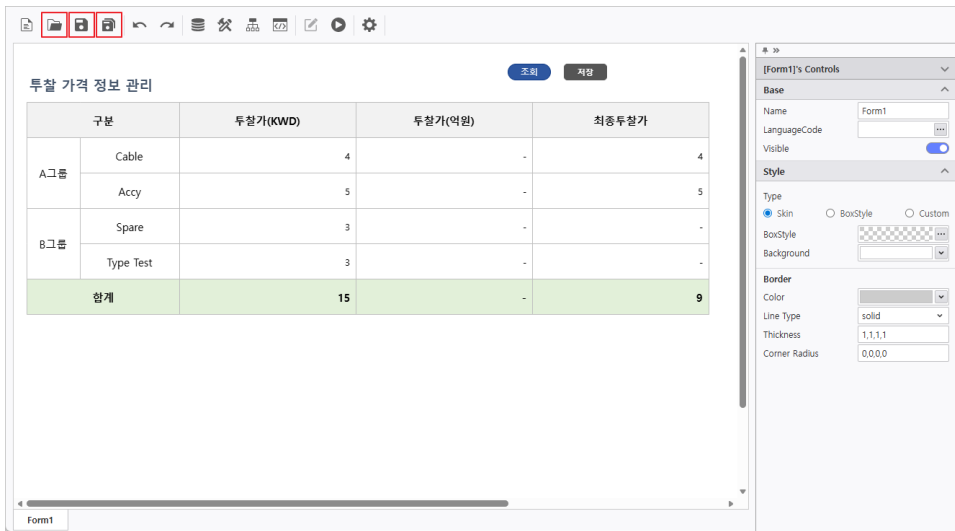 [Form1]'s Controls
Base
Name Form1
LanguageCode
Visible
Style
Type
Skin BoxStyle Custom
BoxStyle
Background
Border
Color
Line Type solid
Thickness 1,1,1,1
Corner Radius 0,0,0,0
조회 저장
투찰 가격 정보 관리
구분 투찰가(KWD) 투찰가(억원) 최종투찰가
A그룹
Cable 4 - 4
Accy 5 - 5
B그룹
Spare 3 - -
Type Test 3 - -
합계 15 - 9
Form1